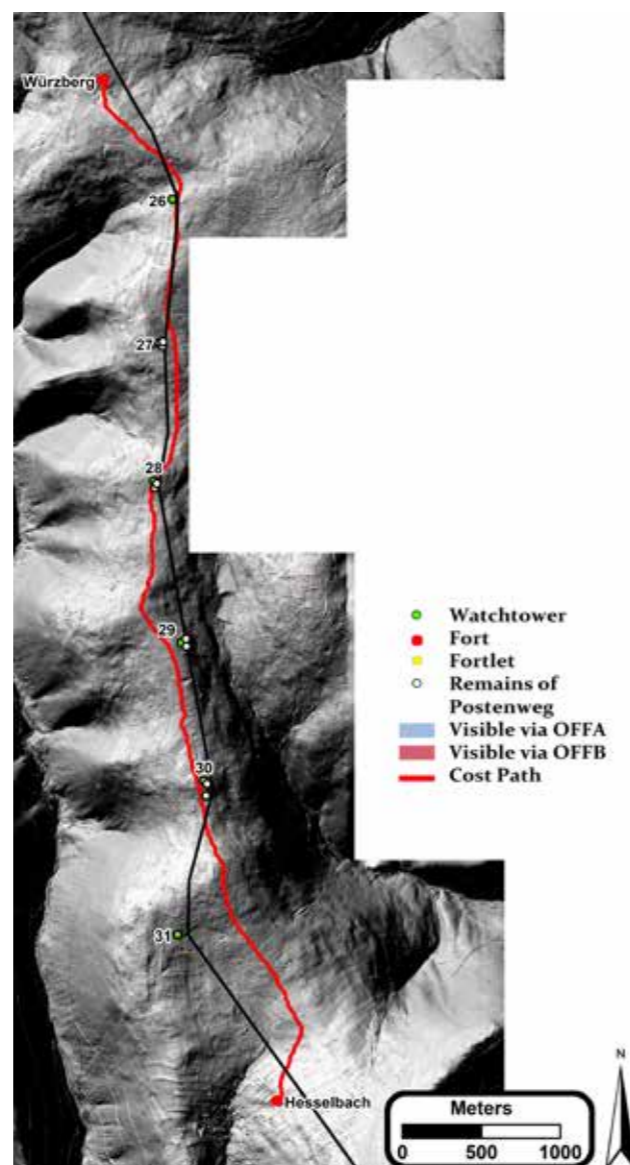 Würzberg
26
27
28
29
30
31
Hesselbach
Watchtower
Fort
Fortlet
Remains of
Postenweg
Visible via OFFA
Visible via OFFB
Cost Path
N
Meters
0 500 1000